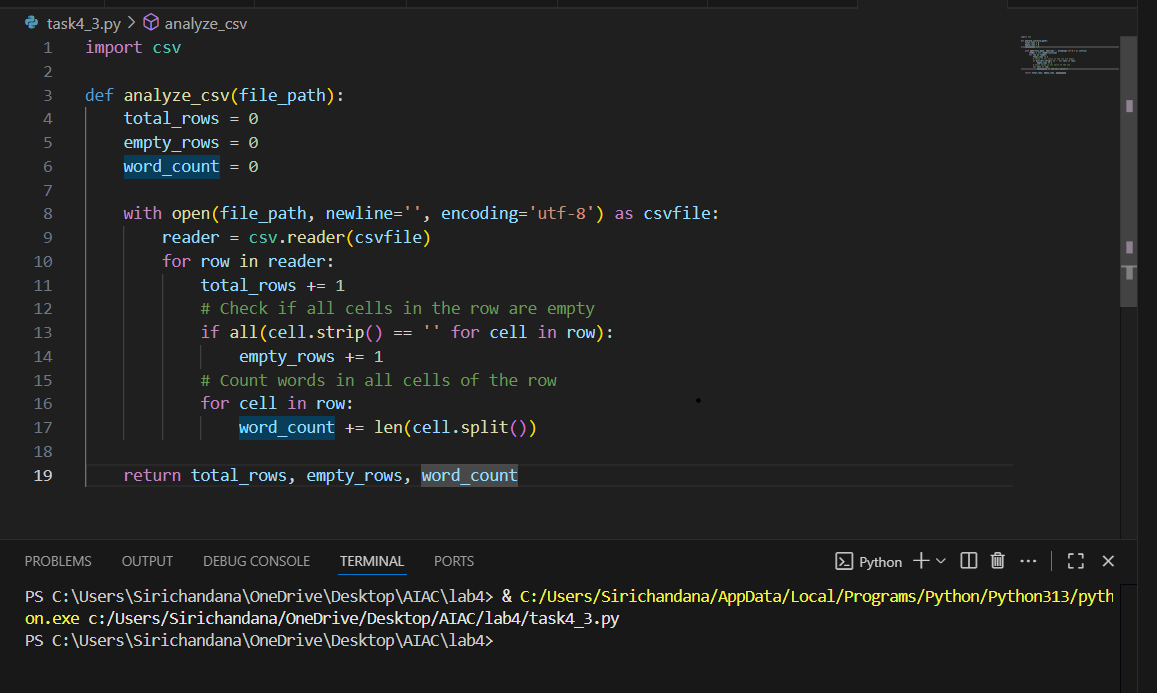 task4_3.py > analyze_csv
1 import csv
2
3 def analyze_csv(file_path):
4     total_rows = 0
5     empty_rows = 0
6     word_count = 0
7
8     with open(file_path, newline='', encoding='utf-8') as csvfile:
9         reader = csv.reader(csvfile)
10         for row in reader:
11             total_rows += 1
12             # Check if all cells in the row are empty
13             if all(cell.strip() == '' for cell in row):
14                 empty_rows += 1
15             # Count words in all cells of the row
16             for cell in row:
17                 word_count += len(cell.split())
18
19     return total_rows, empty_rows, word_count
PROBLEMS OUTPUT DEBUG CONSOLE TERMINAL PORTS Python
PS C:\Users\Sirichandana\OneDrive\Desktop\AIAC\lab4> & C:/Users/Sirichandana/AppData/Local/Programs/Python/Python313/pyth
on.exe c:/Users/Sirichandana/OneDrive/Desktop/AIAC/lab4/task4_3.py
PS C:\Users\Sirichandana\OneDrive\Desktop\AIAC\lab4>